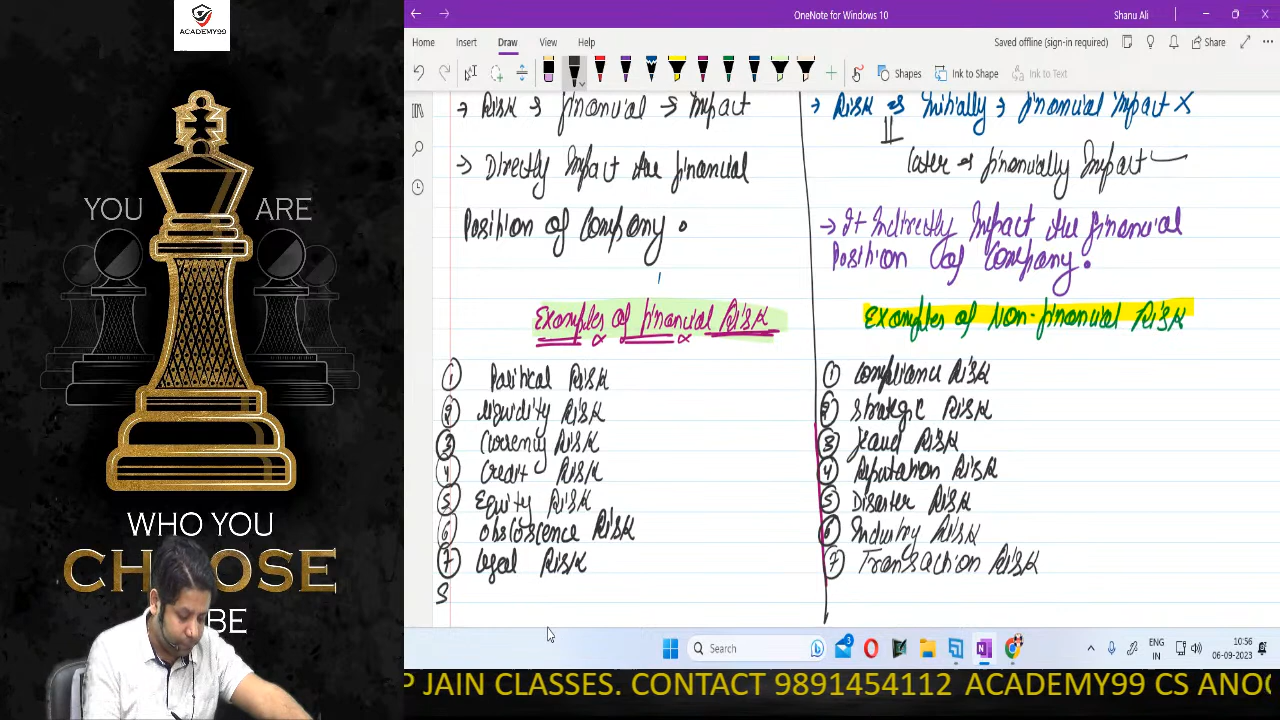 ACADEMY99
YOU ARE
WHO YOU
CHOOSE
BE
OneNote for Windows 10
Shanu Ali
Home Insert Draw View Help
Saved offline (sign-in required)
Share
Shapes
Ink to Shape
Ink to Text
→ Risk → financial → Impact
→ Directly Impact the financial
Position of Company.
Examples of financial Risk
① Political Risk
② liquidity Risk
③ Currency Risk
④ Credit Risk
⑤ Equity Risk
⑥ Obsloscence Risk
⑦ legal Risk
→ Risk → Initially → financial Impact X
later → financially Impact
→ It Indirectly Impact the financial
Position of Company.
Examples of Non-financial Risk
① Compliance Risk
② Strategic Risk
③ Fraud Risk
④ Reputation Risk
⑤ Disaster Risk
⑥ Industry Risk
⑦ Transaction Risk
Search
3
ENG
IN
10:56
06-09-2023
P JAIN CLASSES. CONTACT 9891454112 ACADEMY99 CS ANOO